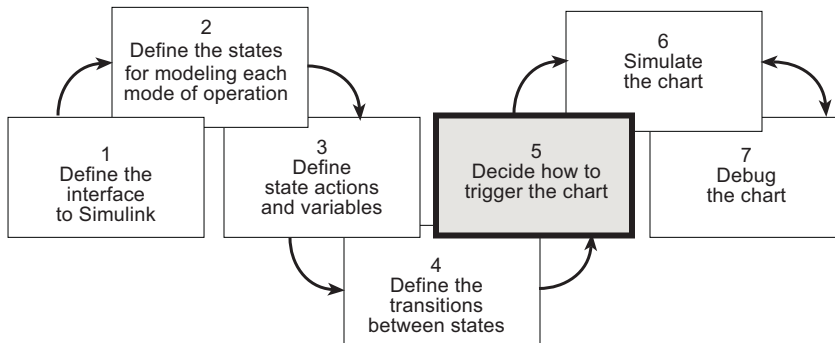 1
Define the
interface
to Simulink
2
Define the states
for modeling each
mode of operation
3
Define
state actions
and variables
4
Define the
transitions
between states
5
Decide how to
trigger the chart
6
Simulate
the chart
7
Debug
the chart